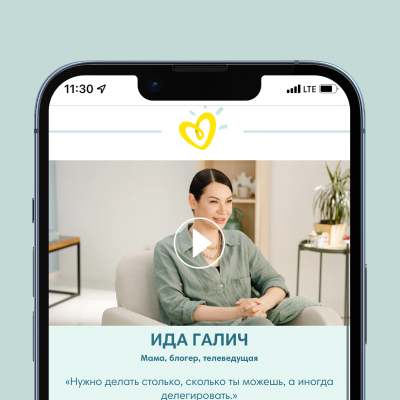 11:30
LTE
ИДА ГАЛИЧ
Мама, блогер, телеведущая
«Нужно делать столько, сколько ты можешь, а иногда
делегировать.»